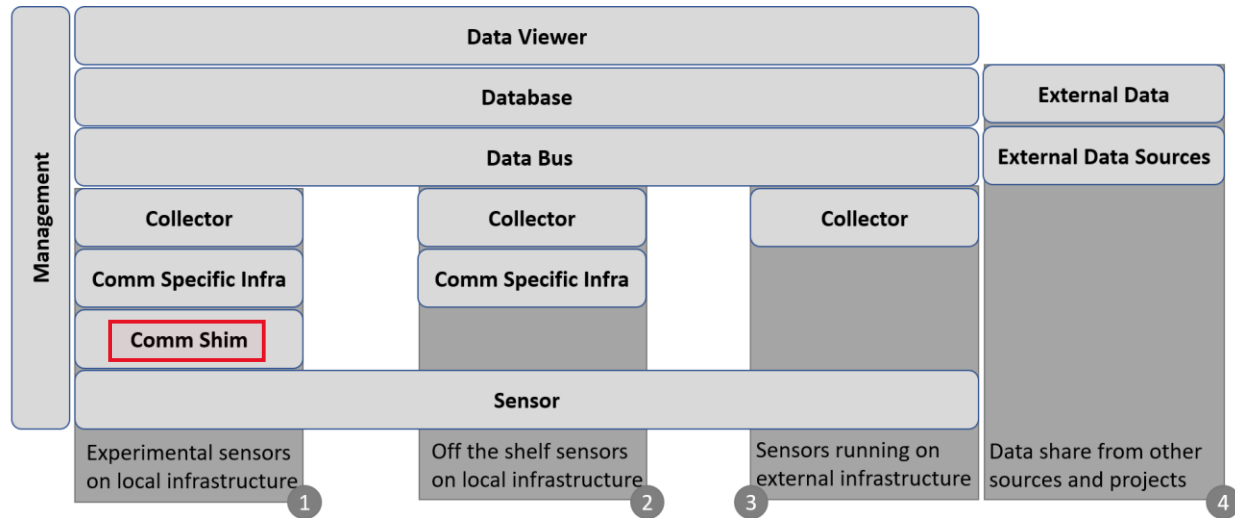 Data Viewer
Database
External Data
Data Bus
External Data Sources
Management
Collector
Collector
Collector
Comm Specific Infra
Comm Specific Infra
Comm Shim
Sensor
Experimental sensors
on local infrastructure
1
Off the shelf sensors
on local infrastructure
2
Sensors running on
external infrastructure
3
Data share from other
sources and projects
4